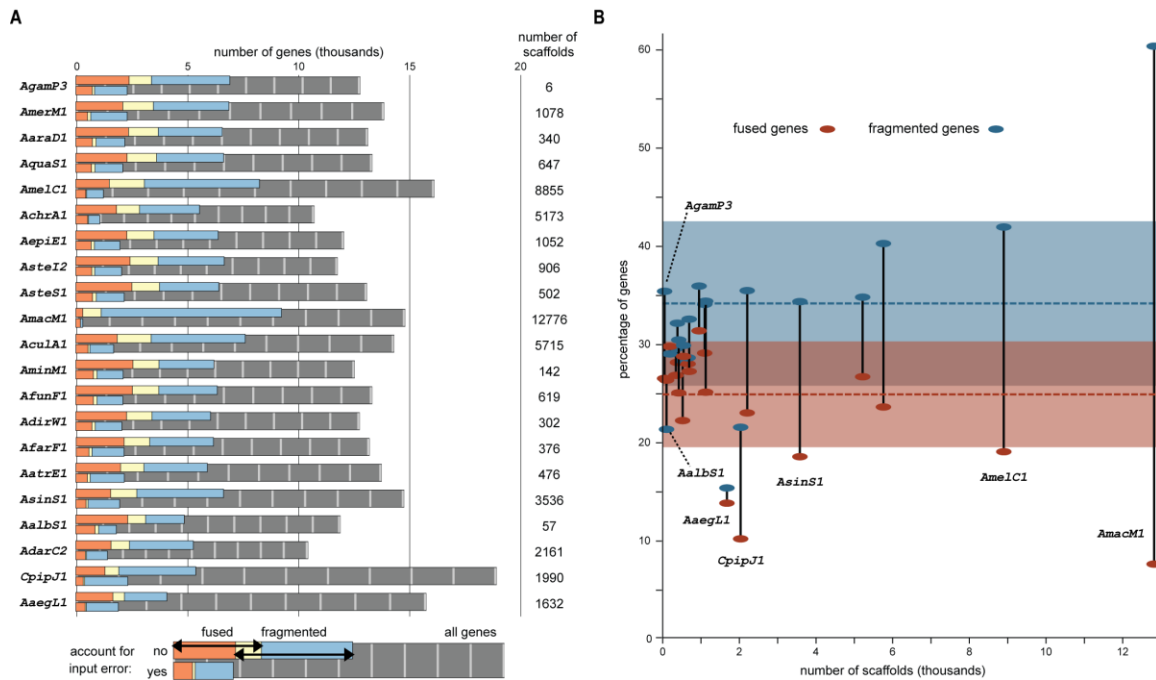 A
number of genes (thousands)
number of
scaffolds
0 5 10 15 20
AgamP3 6
AmerM1 1078
AaraD1 340
AquaS1 647
AmelC1 8855
AchrA1 5173
AepiE1 1052
AsteI2 906
AsteS1 502
AmacM1 12776
AculA1 5715
AminM1 142
AfunF1 619
AdirW1 302
AfarF1 376
AatrE1 476
AsinS1 3536
AalbS1 57
AdarC2 2161
CpipJ1 1990
AaegL1 1632
fused fragmented all genes
account for
input error:
no
yes
B
60
50
40
30
20
10
0
percentage of genes
fused genes
fragmented genes
AgamP3
AalbS1
AaegL1
CpipJ1
AsinS1
AmelC1
AmacM1
0 2 4 6 8 10 12
number of scaffolds (thousands)